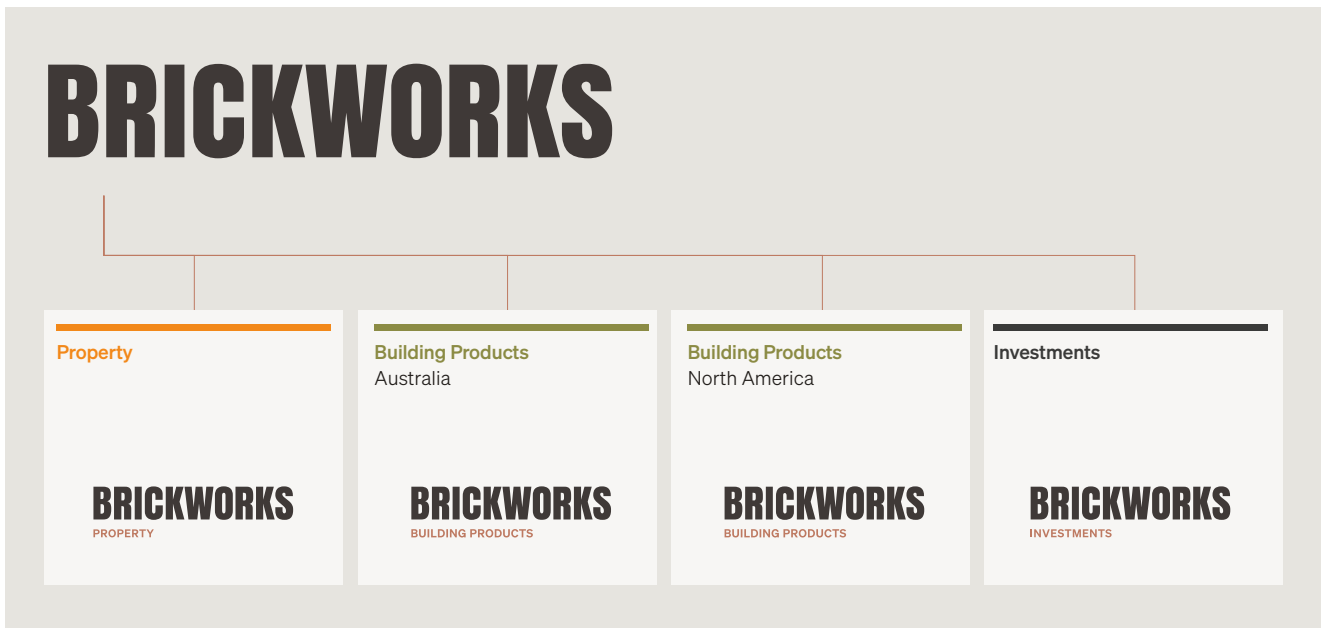 BRICKWORKS
Property
BRICKWORKS
PROPERTY
Building Products
Australia
BRICKWORKS
BUILDING PRODUCTS
Building Products
North America
BRICKWORKS
BUILDING PRODUCTS
Investments
BRICKWORKS
INVESTMENTS